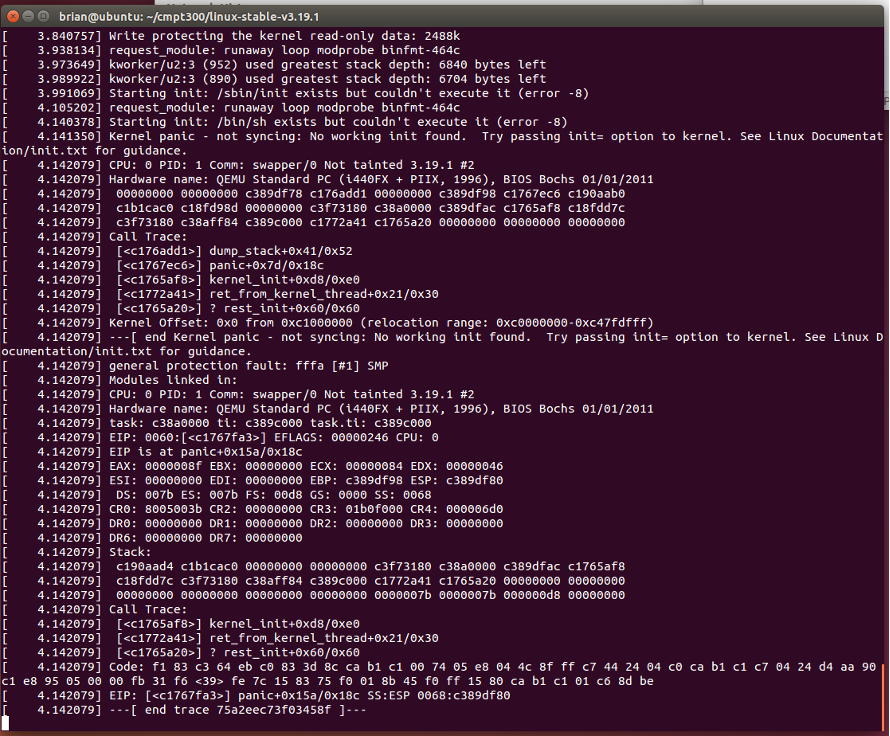 brian@ubuntu: ~/cmpt300/linux-stable-v3.19.1
[    3.840757] Write protecting the kernel read-only data: 2488k
[    3.938134] request_module: runaway loop modprobe binfmt-464c
[    3.973649] kworker/u2:3 (952) used greatest stack depth: 6840 bytes left
[    3.989922] kworker/u2:3 (890) used greatest stack depth: 6704 bytes left
[    3.991069] Starting init: /sbin/init exists but couldn't execute it (error -8)
[    4.105202] request_module: runaway loop modprobe binfmt-464c
[    4.140378] Starting init: /bin/sh exists but couldn't execute it (error -8)
[    4.141350] Kernel panic - not syncing: No working init found.  Try passing init= option to kernel. See Linux Documentat
ion/init.txt for guidance.
[    4.142079] CPU: 0 PID: 1 Comm: swapper/0 Not tainted 3.19.1 #2
[    4.142079] Hardware name: QEMU Standard PC (i440FX + PIIX, 1996), BIOS Bochs 01/01/2011
[    4.142079]  00000000 00000000 c389df78 c176add1 00000000 c389df98 c1767ec6 c190aab0
[    4.142079]  c1b1cac0 c18fd98d 00000000 c3f73180 c38a0000 c389dfac c1765af8 c18fdd7c
[    4.142079]  c3f73180 c38aff84 c389c000 c1772a41 c1765a20 00000000 00000000 00000000
[    4.142079] Call Trace:
[    4.142079]  [<c176add1>] dump_stack+0x41/0x52
[    4.142079]  [<c1767ec6>] panic+0x7d/0x18c
[    4.142079]  [<c1765af8>] kernel_init+0xd8/0xe0
[    4.142079]  [<c1772a41>] ret_from_kernel_thread+0x21/0x30
[    4.142079]  [<c1765a20>] ? rest_init+0x60/0x60
[    4.142079] Kernel Offset: 0x0 from 0xc1000000 (relocation range: 0xc0000000-0xc47fdfff)
[    4.142079] ---[ end Kernel panic - not syncing: No working init found.  Try passing init= option to kernel. See Linux D
ocumentation/init.txt for guidance.
[    4.142079] general protection fault: fffa [#1] SMP
[    4.142079] Modules linked in:
[    4.142079] CPU: 0 PID: 1 Comm: swapper/0 Not tainted 3.19.1 #2
[    4.142079] Hardware name: QEMU Standard PC (i440FX + PIIX, 1996), BIOS Bochs 01/01/2011
[    4.142079] task: c38a0000 ti: c389c000 task.ti: c389c000
[    4.142079] EIP: 0060:[<c1767fa3>] EFLAGS: 00000246 CPU: 0
[    4.142079] EIP is at panic+0x15a/0x18c
[    4.142079] EAX: 0000008f EBX: 00000000 ECX: 00000084 EDX: 00000046
[    4.142079] ESI: 00000000 EDI: 00000000 EBP: c389df98 ESP: c389df80
[    4.142079]  DS: 007b ES: 007b FS: 00d8 GS: 0000 SS: 0068
[    4.142079] CR0: 8005003b CR2: 00000000 CR3: 01b0f000 CR4: 000006d0
[    4.142079] DR0: 00000000 DR1: 00000000 DR2: 00000000 DR3: 00000000
[    4.142079] DR6: 00000000 DR7: 00000000
[    4.142079] Stack:
[    4.142079]  c190aad4 c1b1cac0 00000000 00000000 c3f73180 c38a0000 c389dfac c1765af8
[    4.142079]  c18fdd7c c3f73180 c38aff84 c389c000 c1772a41 c1765a20 00000000 00000000
[    4.142079]  00000000 00000000 00000000 00000000 0000007b 0000007b 000000d8 00000000
[    4.142079] Call Trace:
[    4.142079]  [<c1765af8>] kernel_init+0xd8/0xe0
[    4.142079]  [<c1772a41>] ret_from_kernel_thread+0x21/0x30
[    4.142079]  [<c1765a20>] ? rest_init+0x60/0x60
[    4.142079] Code: f1 83 c3 64 eb c0 83 3d 8c ca b1 c1 00 74 05 e8 04 4c 8f ff c7 44 24 04 c0 ca b1 c1 c7 04 24 d4 aa 90
c1 e8 95 05 00 00 fb 31 f6 <39> fe 7c 15 83 75 f0 01 8b 45 f0 ff 15 80 ca b1 c1 01 c6 8d be
[    4.142079] EIP: [<c1767fa3>] panic+0x15a/0x18c SS:ESP 0068:c389df80
[    4.142079] ---[ end trace 75a2eec73f03458f ]---